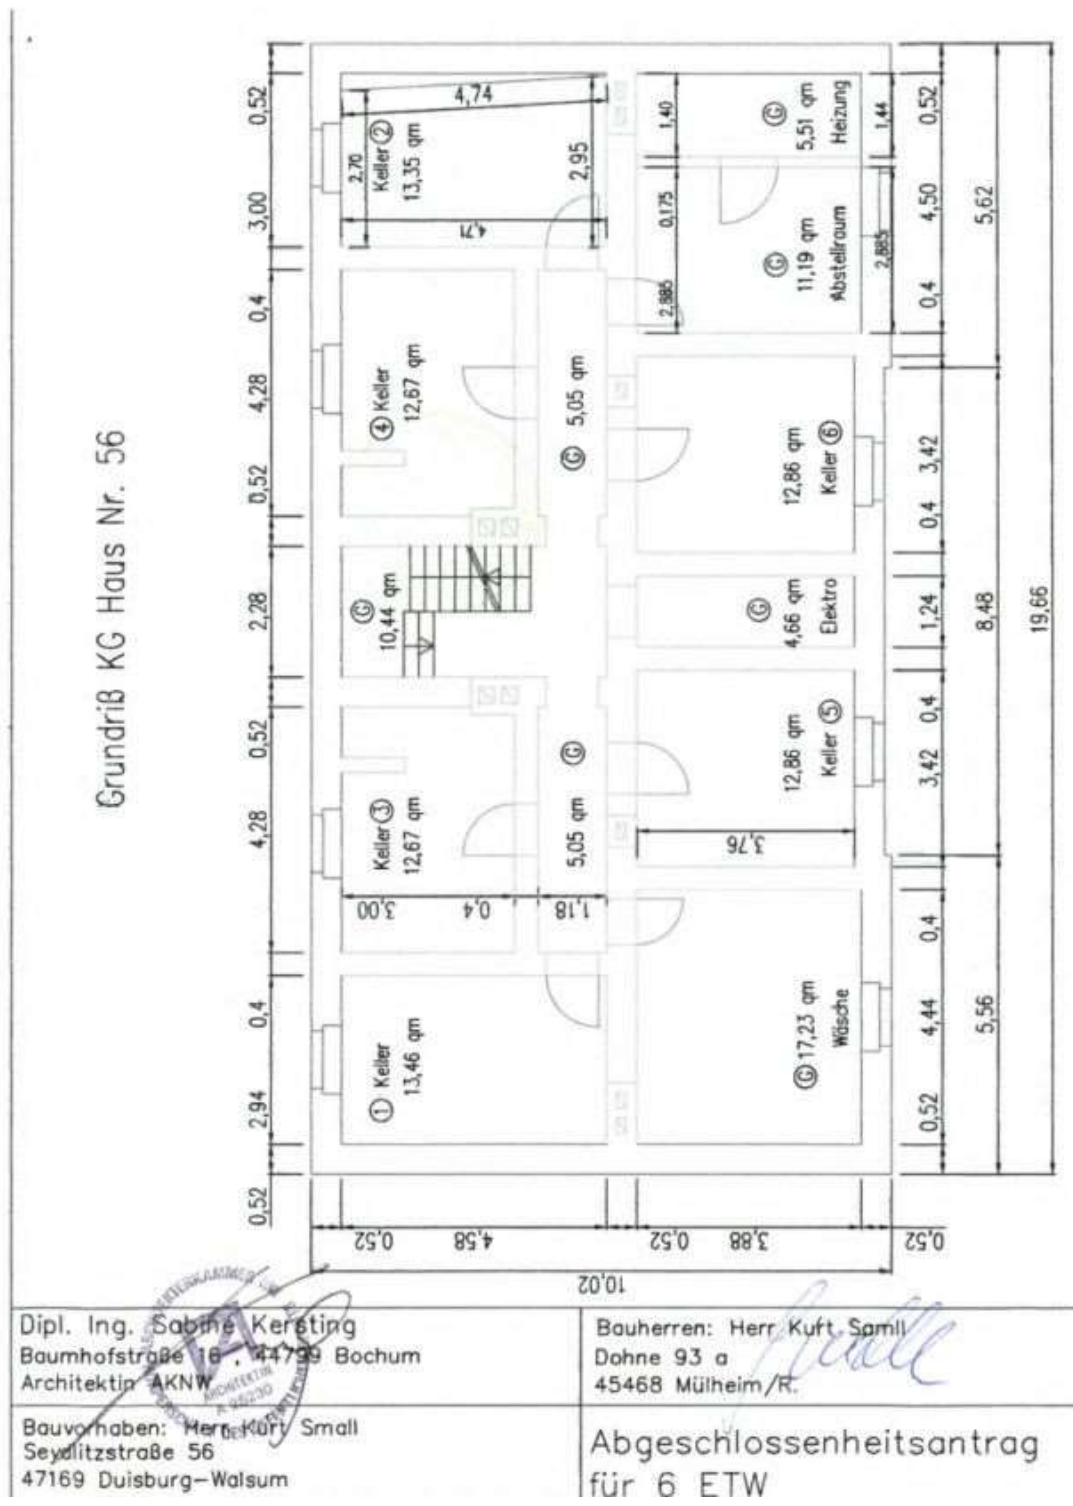 Grundriß KG Haus Nr. 56
0,52
3,00
0,4
4,28
0,52
2,28
0,52
4,28
0,4
2,94
0,52
4,74
2,70
Keller ②
13,35 qm
2,95
4,71
1,40
Ⓖ
5,51 qm
Heizung
1,44
0,175
Ⓖ
11,19 qm
Abstellraum
2,885
2,885
0,52
4,50
0,4
5,62
④ Keller
12,67 qm
Ⓖ 5,05 qm
12,86 qm
Keller ⑥
3,42
0,4
Ⓖ
10,44 qm
Ⓖ
4,66 qm
Elektro
1,24
8,48
19,66
Keller ③
12,67 qm
Ⓖ
5,05 qm
12,86 qm
Keller ⑤
0,4
3,42
3,76
3,00
0,4
1,18
① Keller
13,46 qm
Ⓖ 17,23 qm
Wäsche
0,4
4,44
0,52
5,56
0,52
4,58
0,52
3,88
0,52
10,02
Dipl. Ing. Sabine Kersting
Baumhofstraße 16 , 44799 Bochum
Architektin AKNW
ARCHITEKTIN
Bauherren: Herr Kurt Samll
Dohne 93 a
45468 Mülheim/R.
Bauvorhaben: Herr Kurt Small
Seydlitzstraße 56
47169 Duisburg-Walsum
Abgeschlossenheitsantrag
für 6 ETW